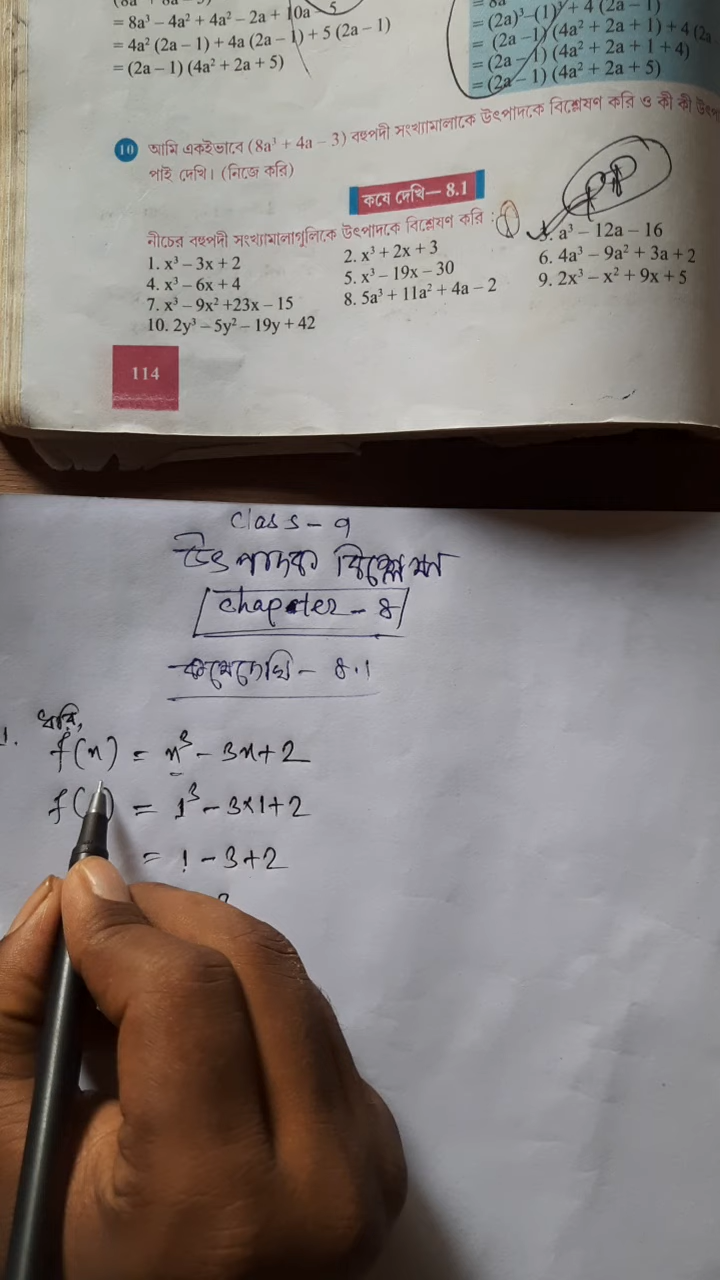 = 8a³ − 4a² + 4a² − 2a + 10a − 5
= 4a² (2a − 1) + 4a (2a − 1) + 5 (2a − 1)
= (2a − 1) (4a² + 2a + 5)
= (2a)³ − (1)³ + 4 (2a − 1)
= (2a − 1) (4a² + 2a + 1) + 4 (2a
= (2a − 1) (4a² + 2a + 1 + 4)
= (2a − 1) (4a² + 2a + 5)
10 আমি একইভাবে (8a³ + 4a − 3) বহুপদী সংখ্যামালাকে উৎপাদকে বিশ্লেষণ করি ও কী কী
পাই দেখি। (নিজে করি)
কষে দেখি— 8.1
নীচের বহুপদী সংখ্যামালাগুলিকে উৎপাদকে বিশ্লেষণ করি :
1. x³ − 3x + 2 2. x³ + 2x + 3 3. a³ − 12a − 16
4. x³ − 6x + 4 5. x³ − 19x − 30 6. 4a³ − 9a² + 3a + 2
7. x³ − 9x² +23x − 15 8. 5a³ + 11a² + 4a − 2 9. 2x³ − x² + 9x + 5
10. 2y³ − 5y² − 19y + 42
114
Class - 9
উৎপাদক বিশ্লেষণ
Chapter - 8
কষেদেখি - 8.1
1. ধরি,
f(x) = x³ - 3x + 2
f( ) = 1³ - 3×1+2
= 1 - 3 + 2